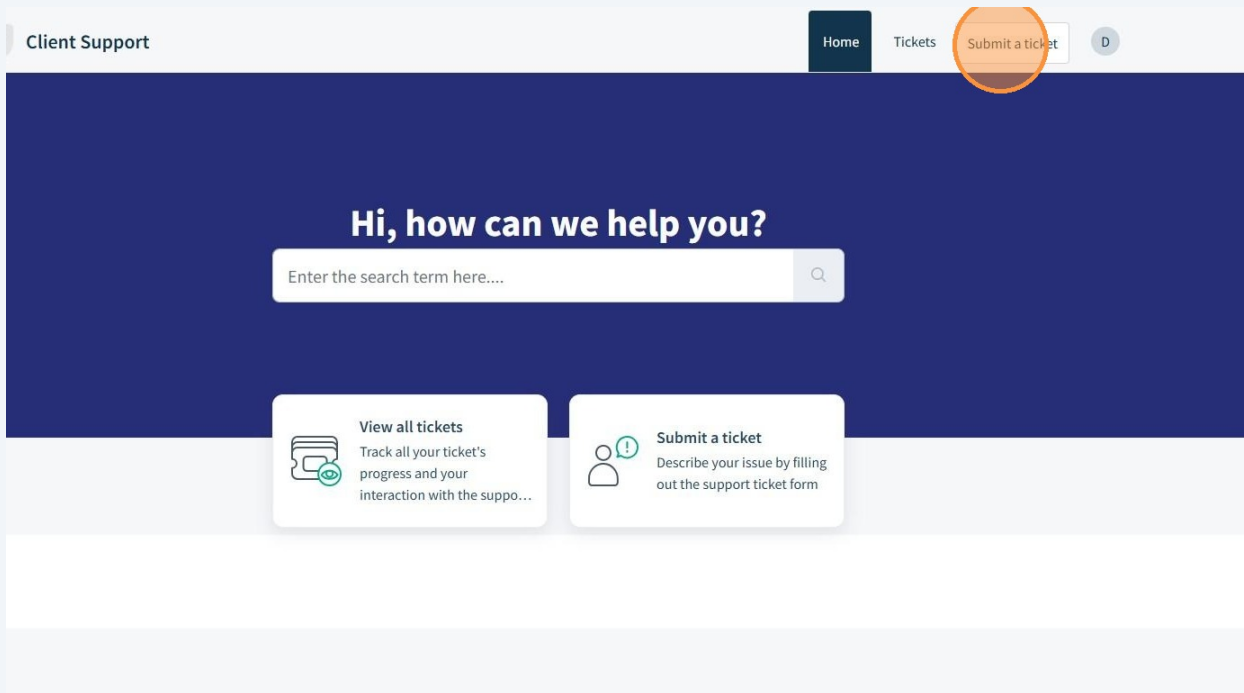 Client Support
Home
Tickets
Submit a ticket
D
Hi, how can we help you?
Enter the search term here....
View all tickets
Track all your ticket's
progress and your
interaction with the suppo...
Submit a ticket
Describe your issue by filling
out the support ticket form